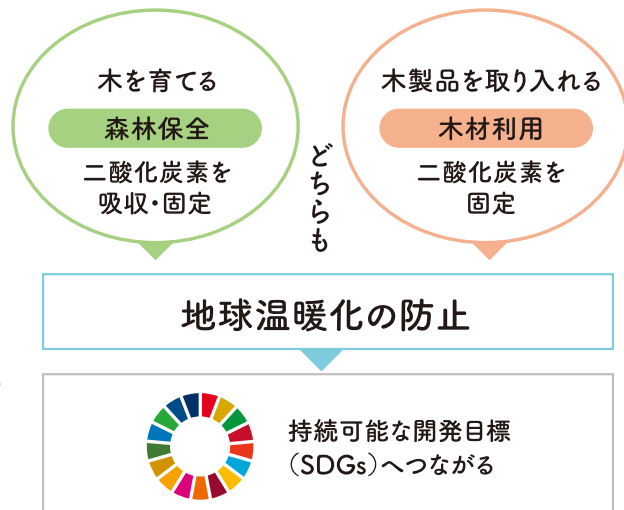 木を育てる
森林保全
二酸化炭素を
吸収・固定
どちらも
木製品を取り入れる
木材利用
二酸化炭素を
固定
地球温暖化の防止
持続可能な開発目標
（SDGs）へつながる